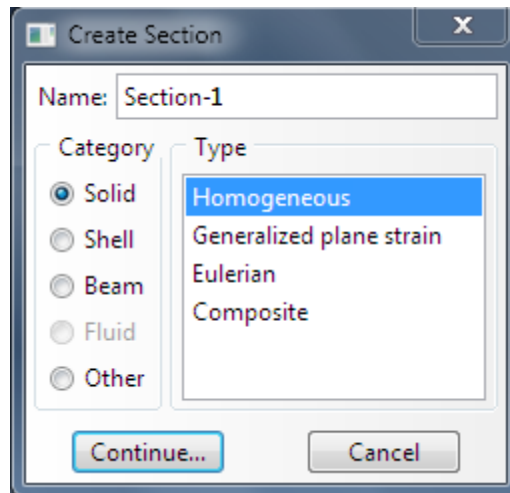 Create Section
x
Name: Section-1
Category
Type
Solid
Shell
Beam
Fluid
Other
Homogeneous
Generalized plane strain
Eulerian
Composite
Continue...
Cancel